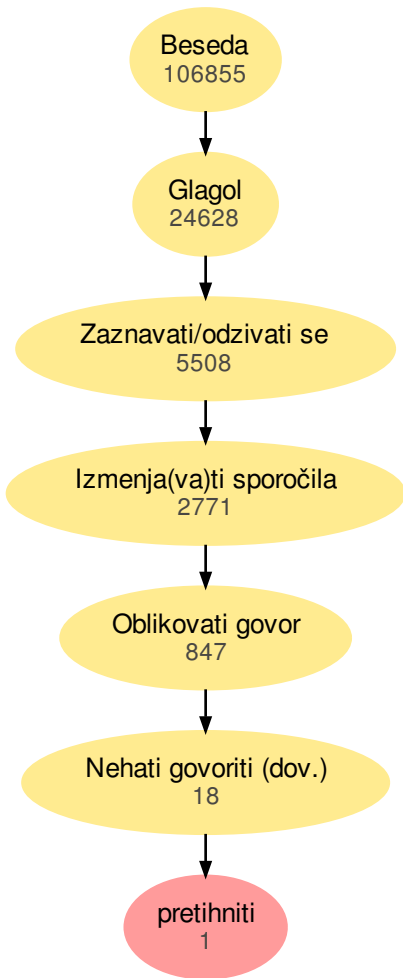 Beseda
106855
Glagol
24628
Zaznavati/odzivati se
5508
Izmenja(va)ti sporočila
2771
Oblikovati govor
847
Nehati govoriti (dov.)
18
pretihniti
1